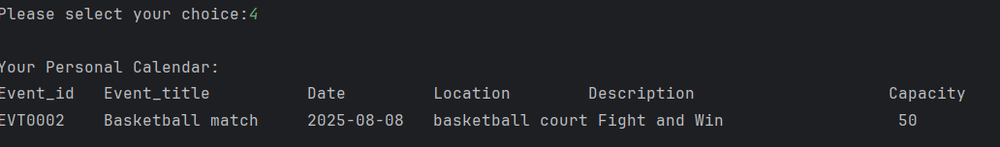 Please select your choice:4
Your Personal Calendar:
Event_id Event_title Date Location Description Capacity
EVT0002 Basketball match 2025-08-08 basketball court Fight and Win 50